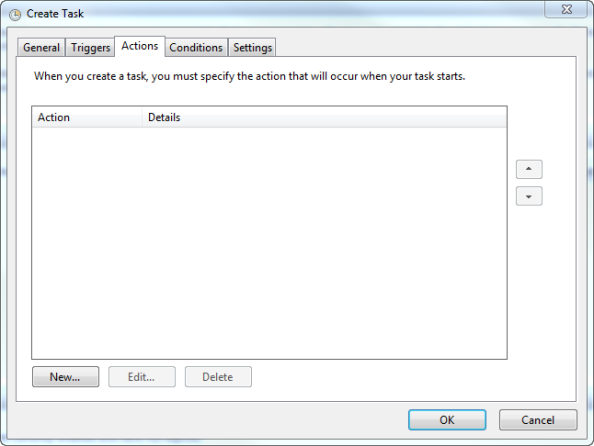 Create Task
General Triggers Actions Conditions Settings
When you create a task, you must specify the action that will occur when your task starts.
Action Details
New... Edit... Delete
OK Cancel